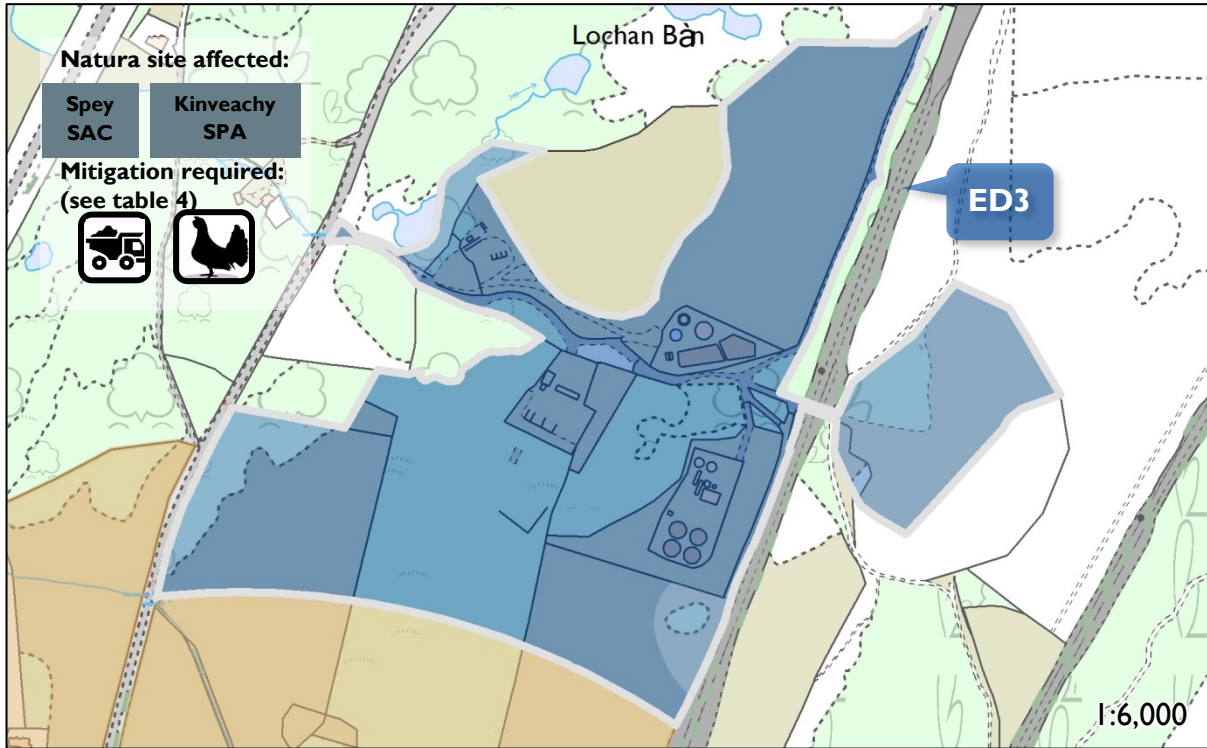 Lochan Bàn
Natura site affected:
Spey
SAC
Kinveachy
SPA
Mitigation required:
(see table 4)
ED3
1:6,000